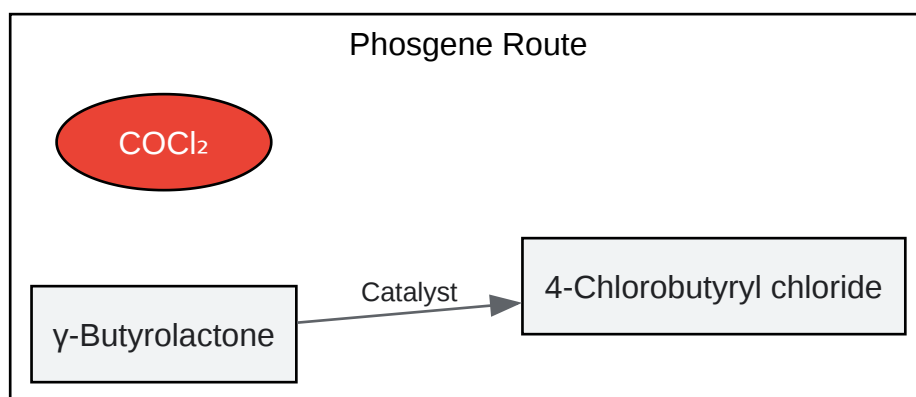 Phosgene Route
COCl₂
Catalyst
4-Chlorobutyryl chloride
γ-Butyrolactone